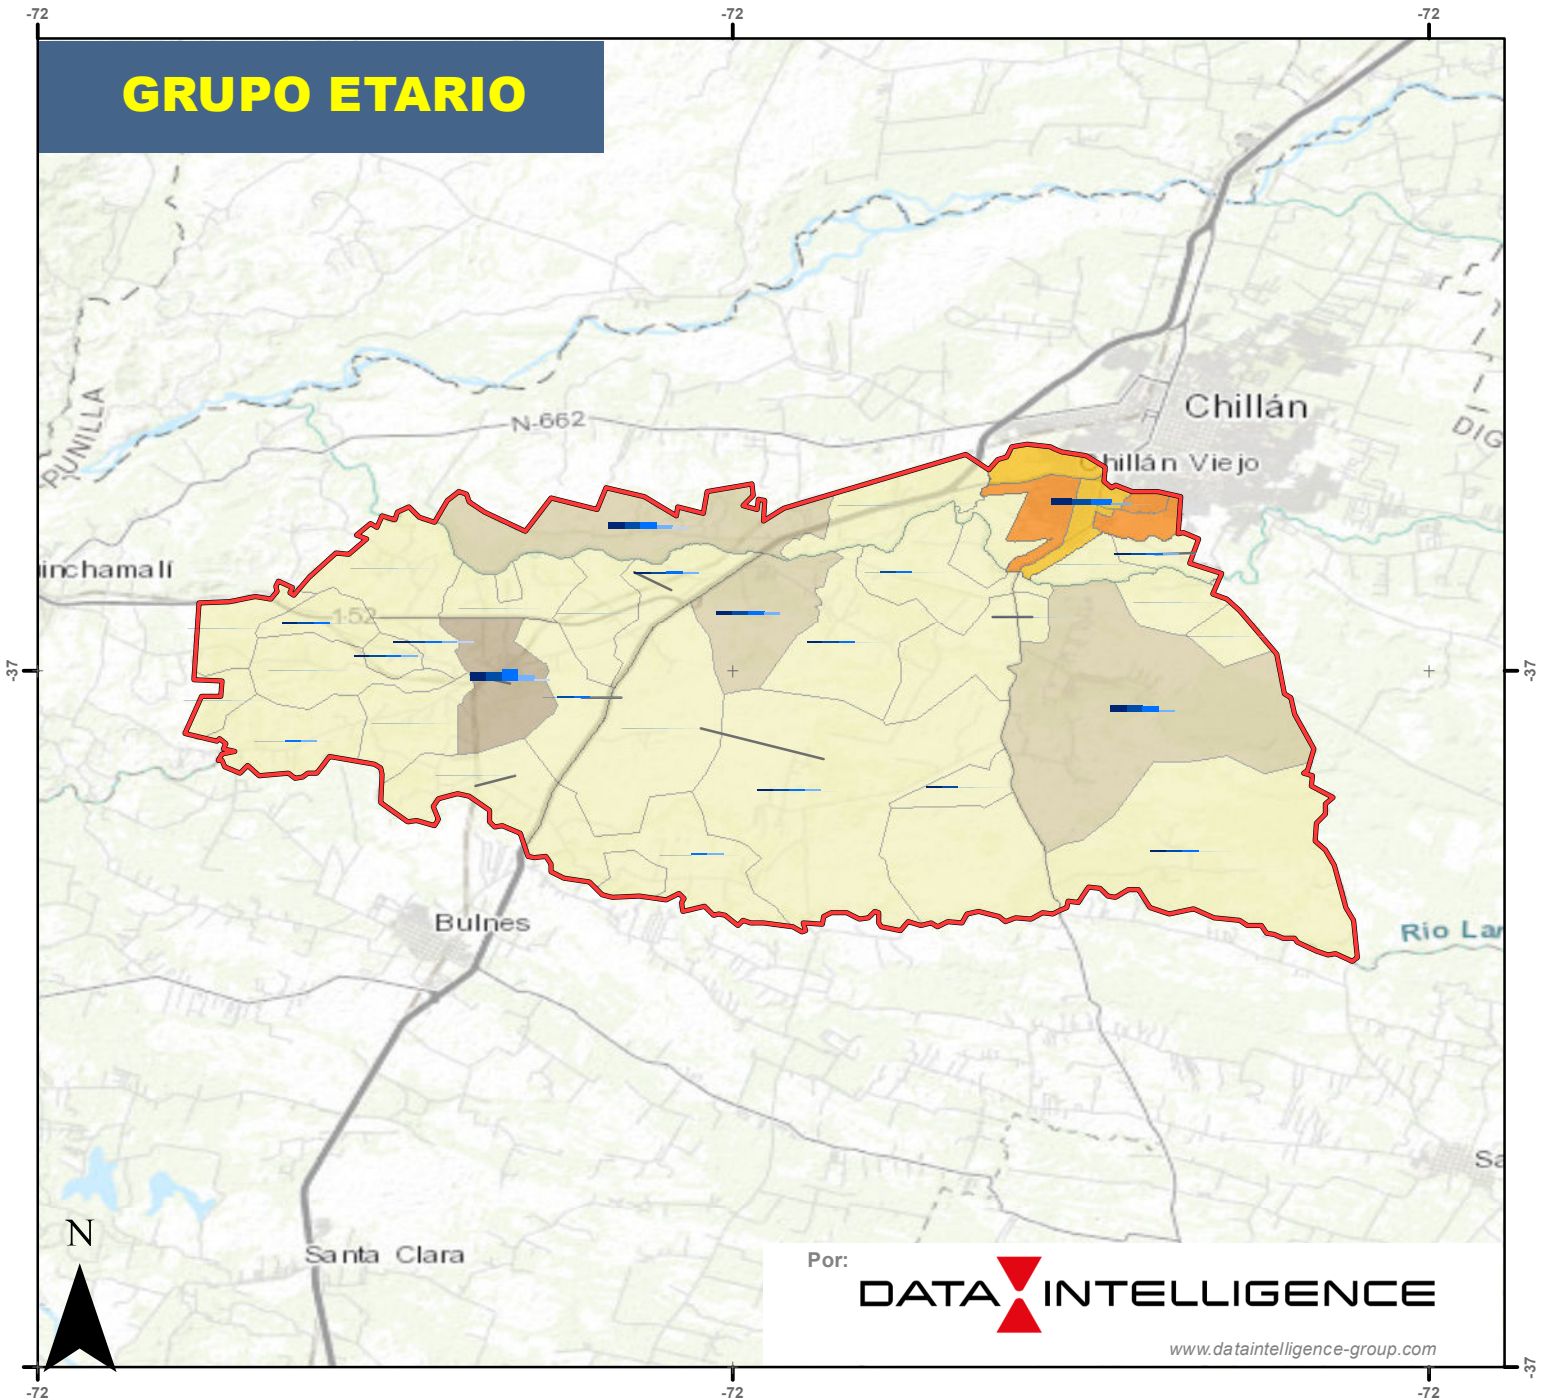 -72 -72 -72
GRUPO ETARIO
PUNILLA
N-662
Chillán
DIG
Chillán Viejo
inchamalí
152
-37 -37
Bulnes
Río Lar
Sa
N
Santa Clara
Por:
DATA INTELLIGENCE
www.dataintelligence-group.com
-37
-72 -72 -72